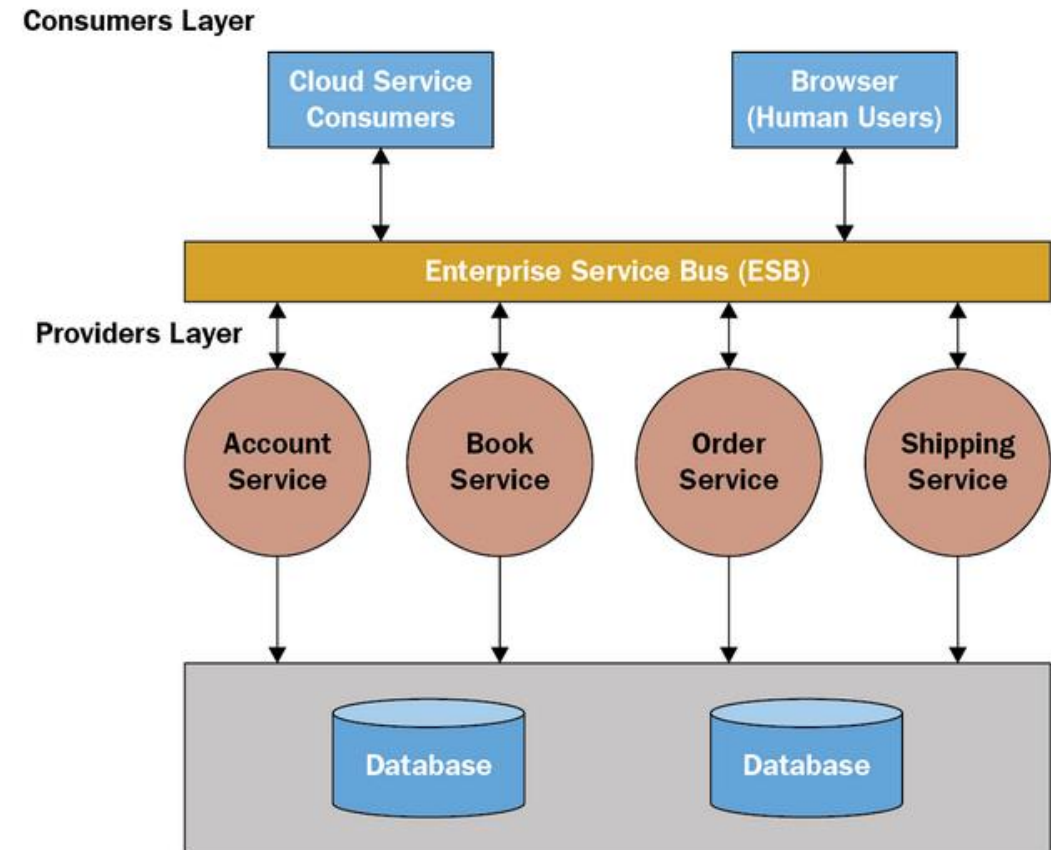 Consumers Layer
Cloud Service
Consumers
Browser
(Human Users)
Enterprise Service Bus (ESB)
Providers Layer
Account
Service
Book
Service
Order
Service
Shipping
Service
Database
Database